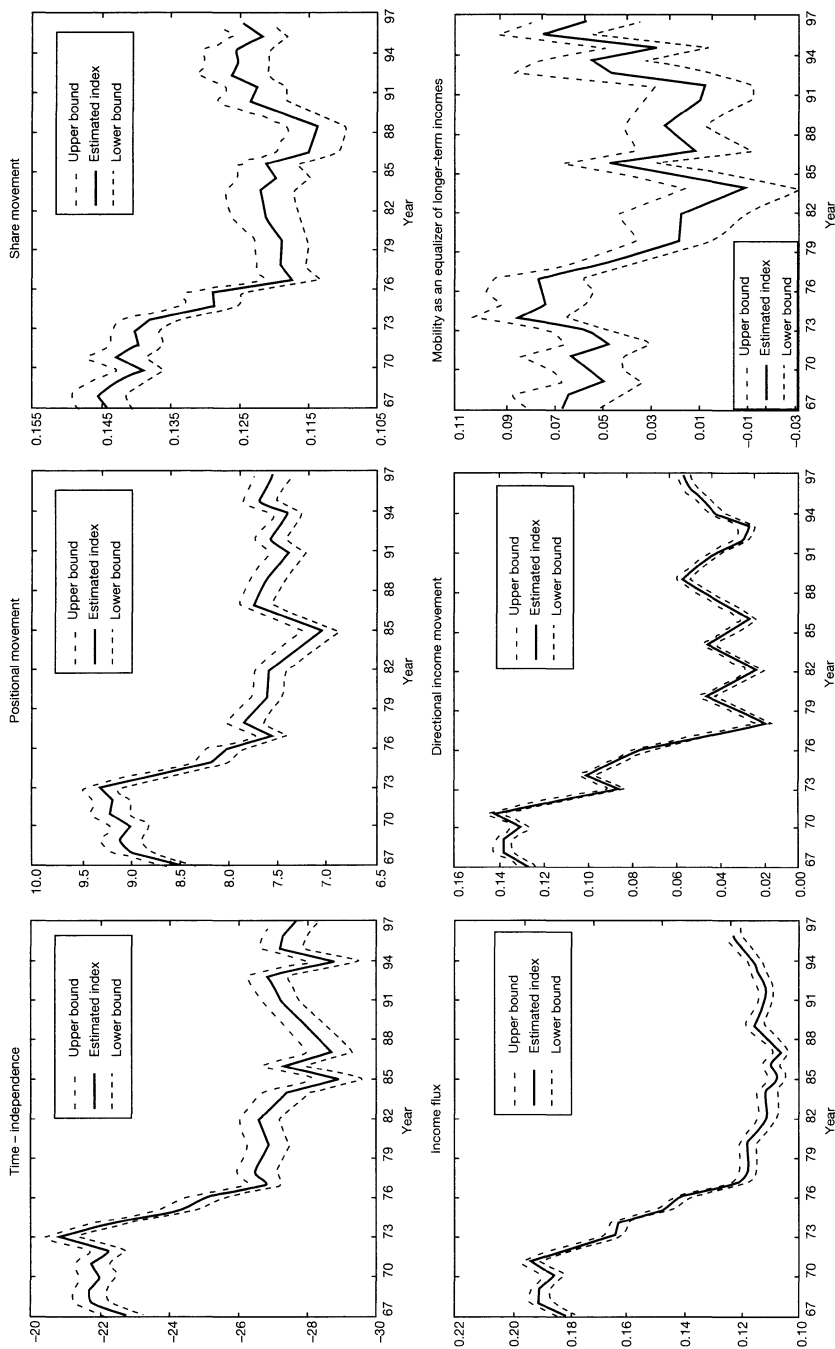 Time – independence
-20
-22
-24
-26
-28
-30
Upper bound
Estimated index
Lower bound
67 70 73 76 79 82 85 88 91 94 97
Year
Positional movement
10.0
9.5
9.0
8.5
8.0
7.5
7.0
6.5
Upper bound
Estimated index
Lower bound
67 70 73 76 79 82 85 88 91 94 97
Year
Share movement
0.155
0.145
0.135
0.125
0.115
0.105
Upper bound
Estimated index
Lower bound
67 70 73 76 79 82 85 88 91 94 97
Year
Income flux
0.22
0.20
0.18
0.16
0.14
0.12
0.10
Upper bound
Estimated index
Lower bound
67 70 73 76 79 82 85 88 91 94 97
Year
Directional income movement
0.16
0.14
0.12
0.10
0.08
0.06
0.04
0.02
0.00
Upper bound
Estimated index
Lower bound
67 70 73 76 79 82 85 88 91 94 97
Year
Mobility as an equalizer of longer-term incomes
0.11
0.09
0.07
0.05
0.03
0.01
-0.01
-0.03
Upper bound
Estimated index
Lower bound
67 70 73 76 79 82 85 88 91 94 97
Year